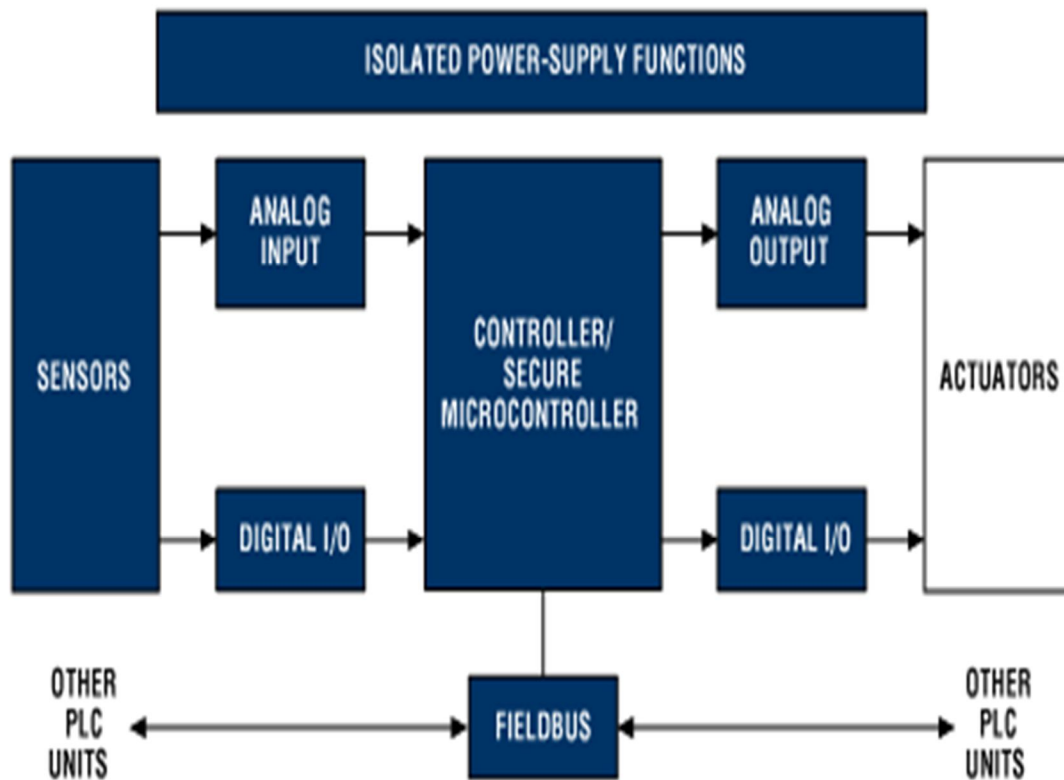 ISOLATED POWER-SUPPLY FUNCTIONS
SENSORS
ANALOG
INPUT
DIGITAL I/O
CONTROLLER/
SECURE
MICROCONTROLLER
ANALOG
OUTPUT
DIGITAL I/O
ACTUATORS
OTHER
PLC
UNITS
FIELDBUS
OTHER
PLC
UNITS